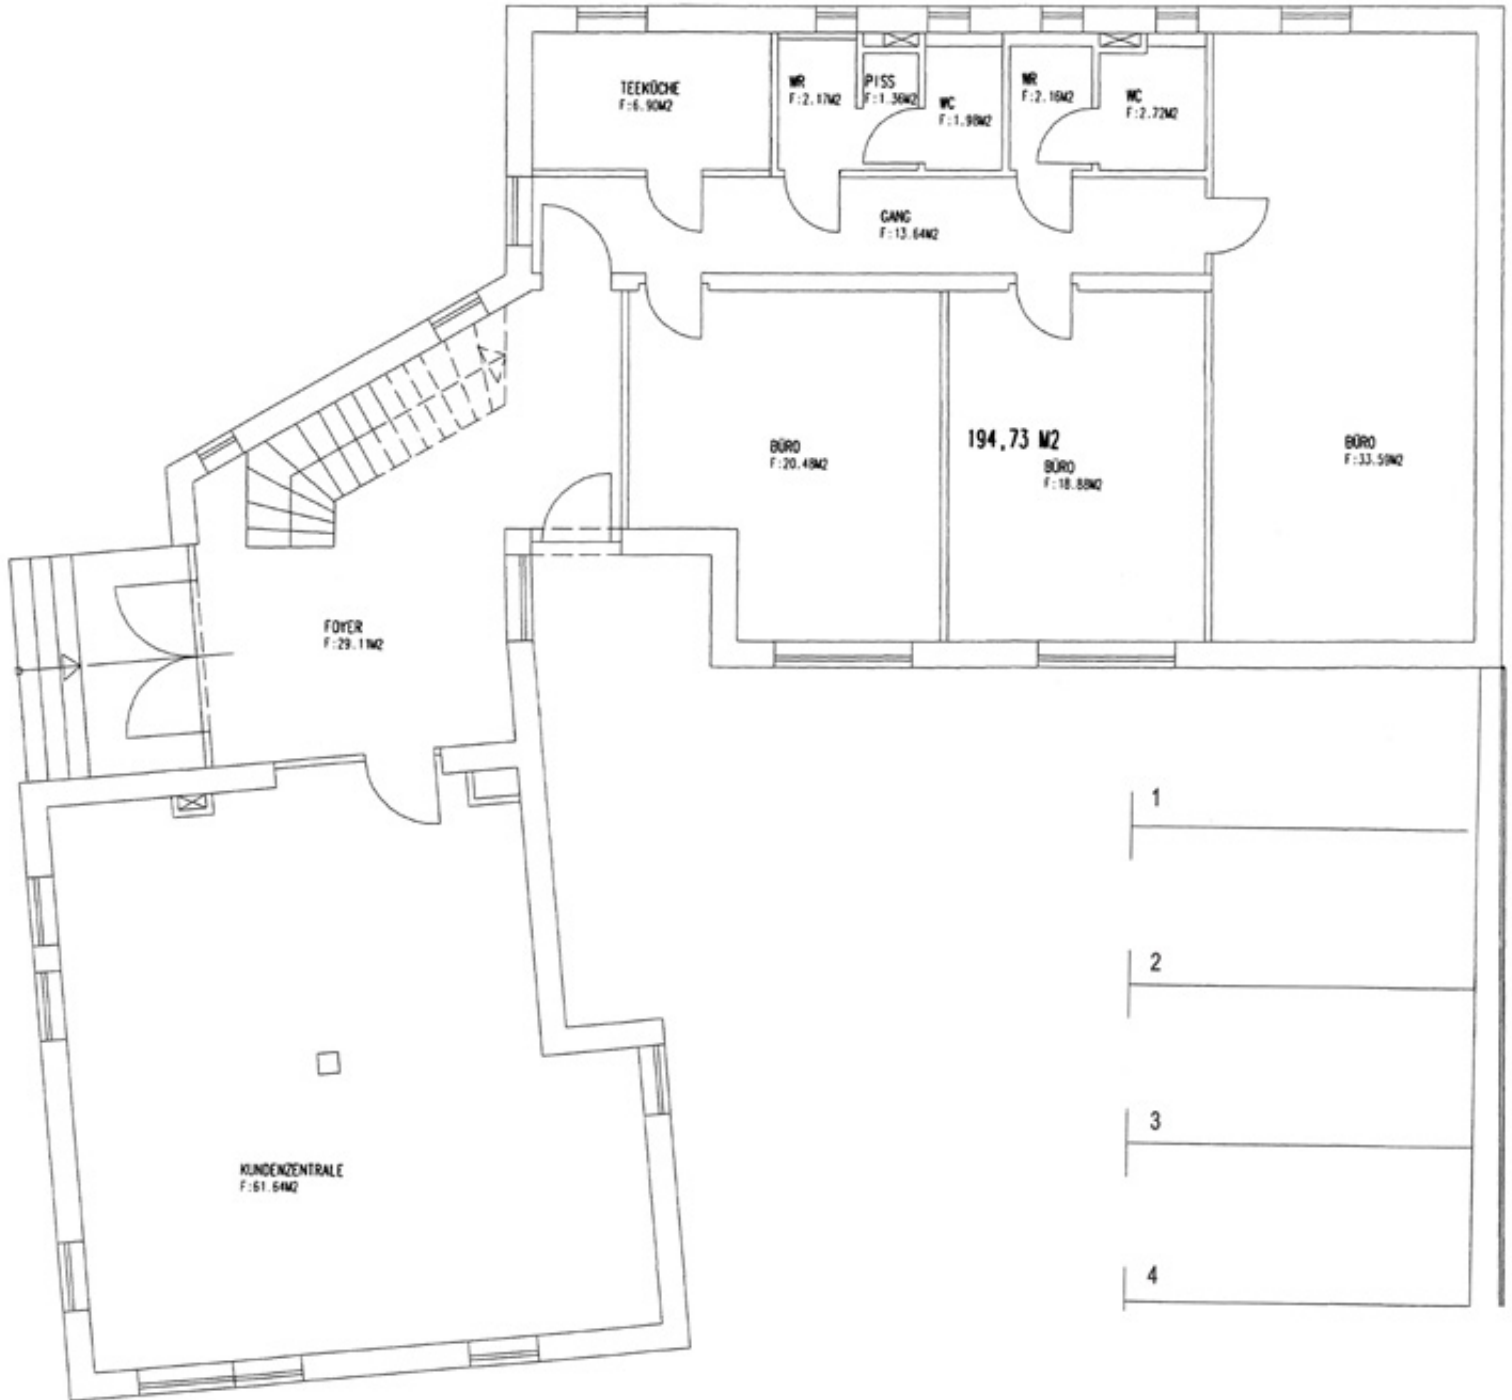 TEEKÜCHE
F:6.90M2
WR
F:2.17M2
PISS
F:1.36M2
WC
F:1.98M2
WR
F:2.16M2
WC
F:2.72M2
GANG
F:13.64M2
BÜRO
F:20.48M2
194,73 M2
BÜRO
F:18.88M2
BÜRO
F:33.59M2
FOYER
F:29.11M2
KUNDENZENTRALE
F:61.64M2
1
2
3
4